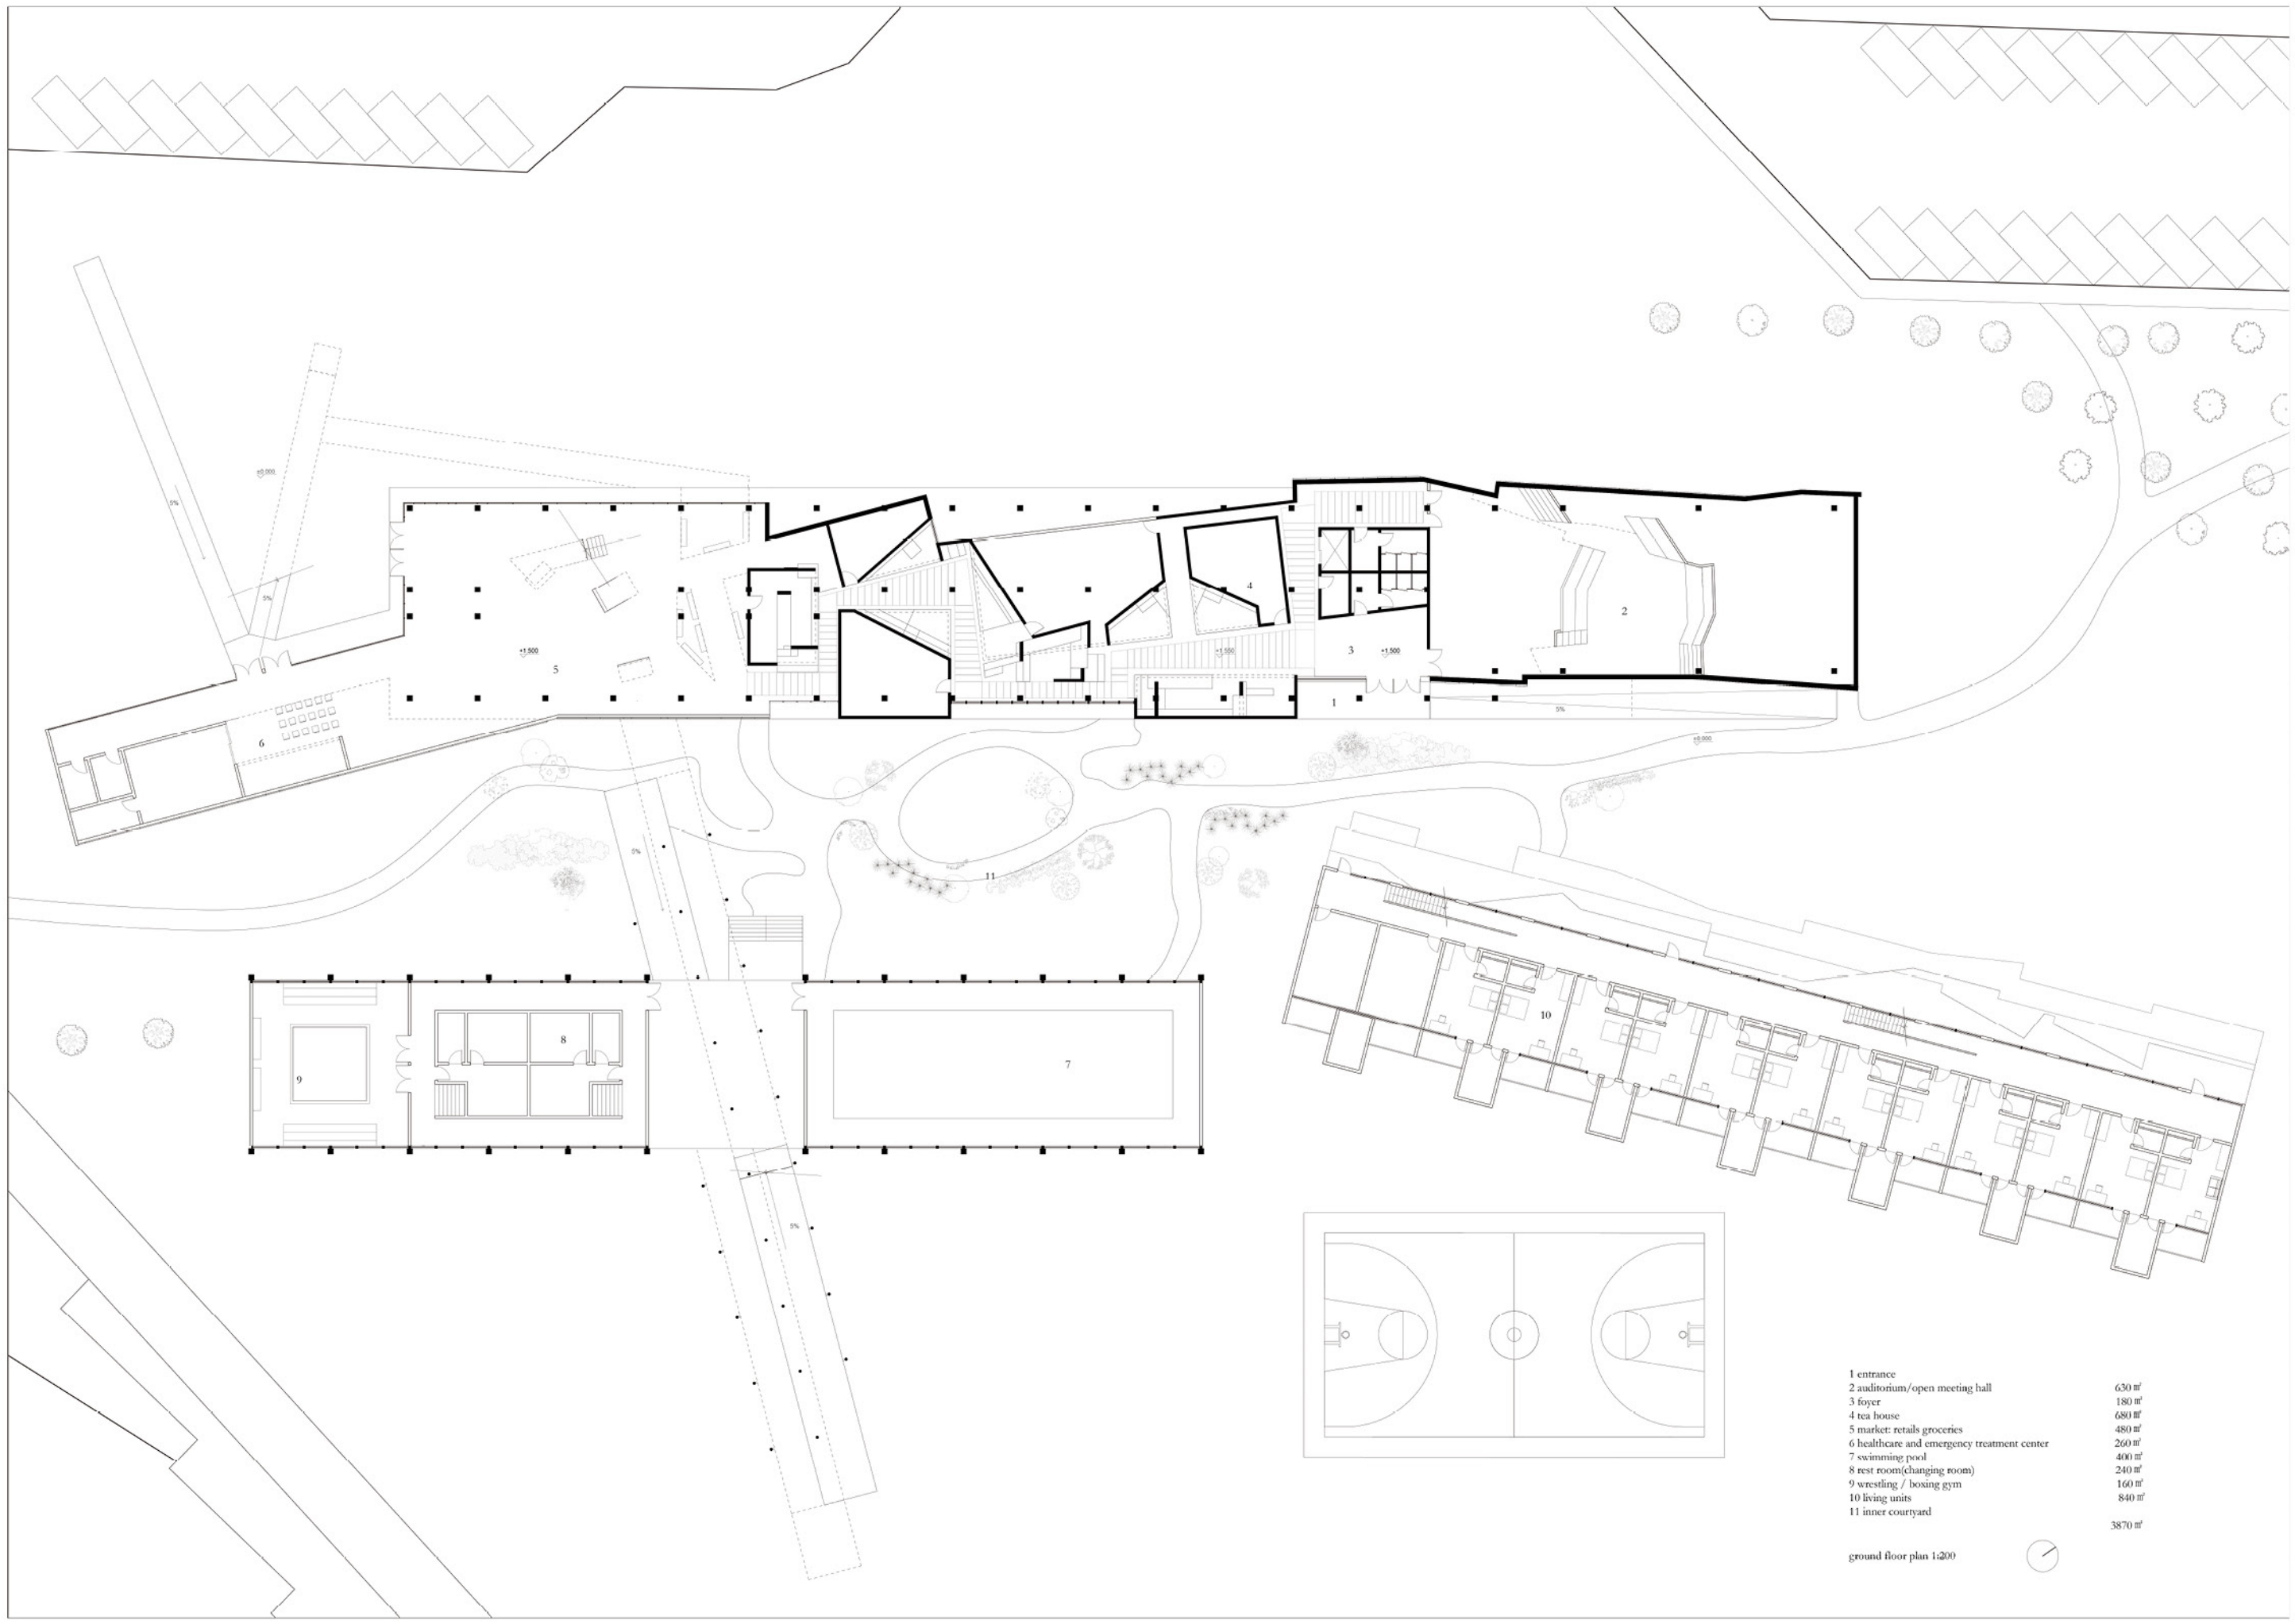 5%
±0.000
5%
4
2
+1.500
5
+1.500
3
+1.500
1
5%
6
±0.000
5%
11
10
8
7
9
5%
1 entrance
2 auditorium/open meeting hall 630 ㎡
3 foyer 180 ㎡
4 tea house 680 ㎡
5 market: retails groceries 480 ㎡
6 healthcare and emergency treatment center 260 ㎡
7 swimming pool 400 ㎡
8 rest room(changing room) 240 ㎡
9 wrestling / boxing gym 160 ㎡
10 living units 840 ㎡
11 inner courtyard
3870 ㎡
ground floor plan 1:200